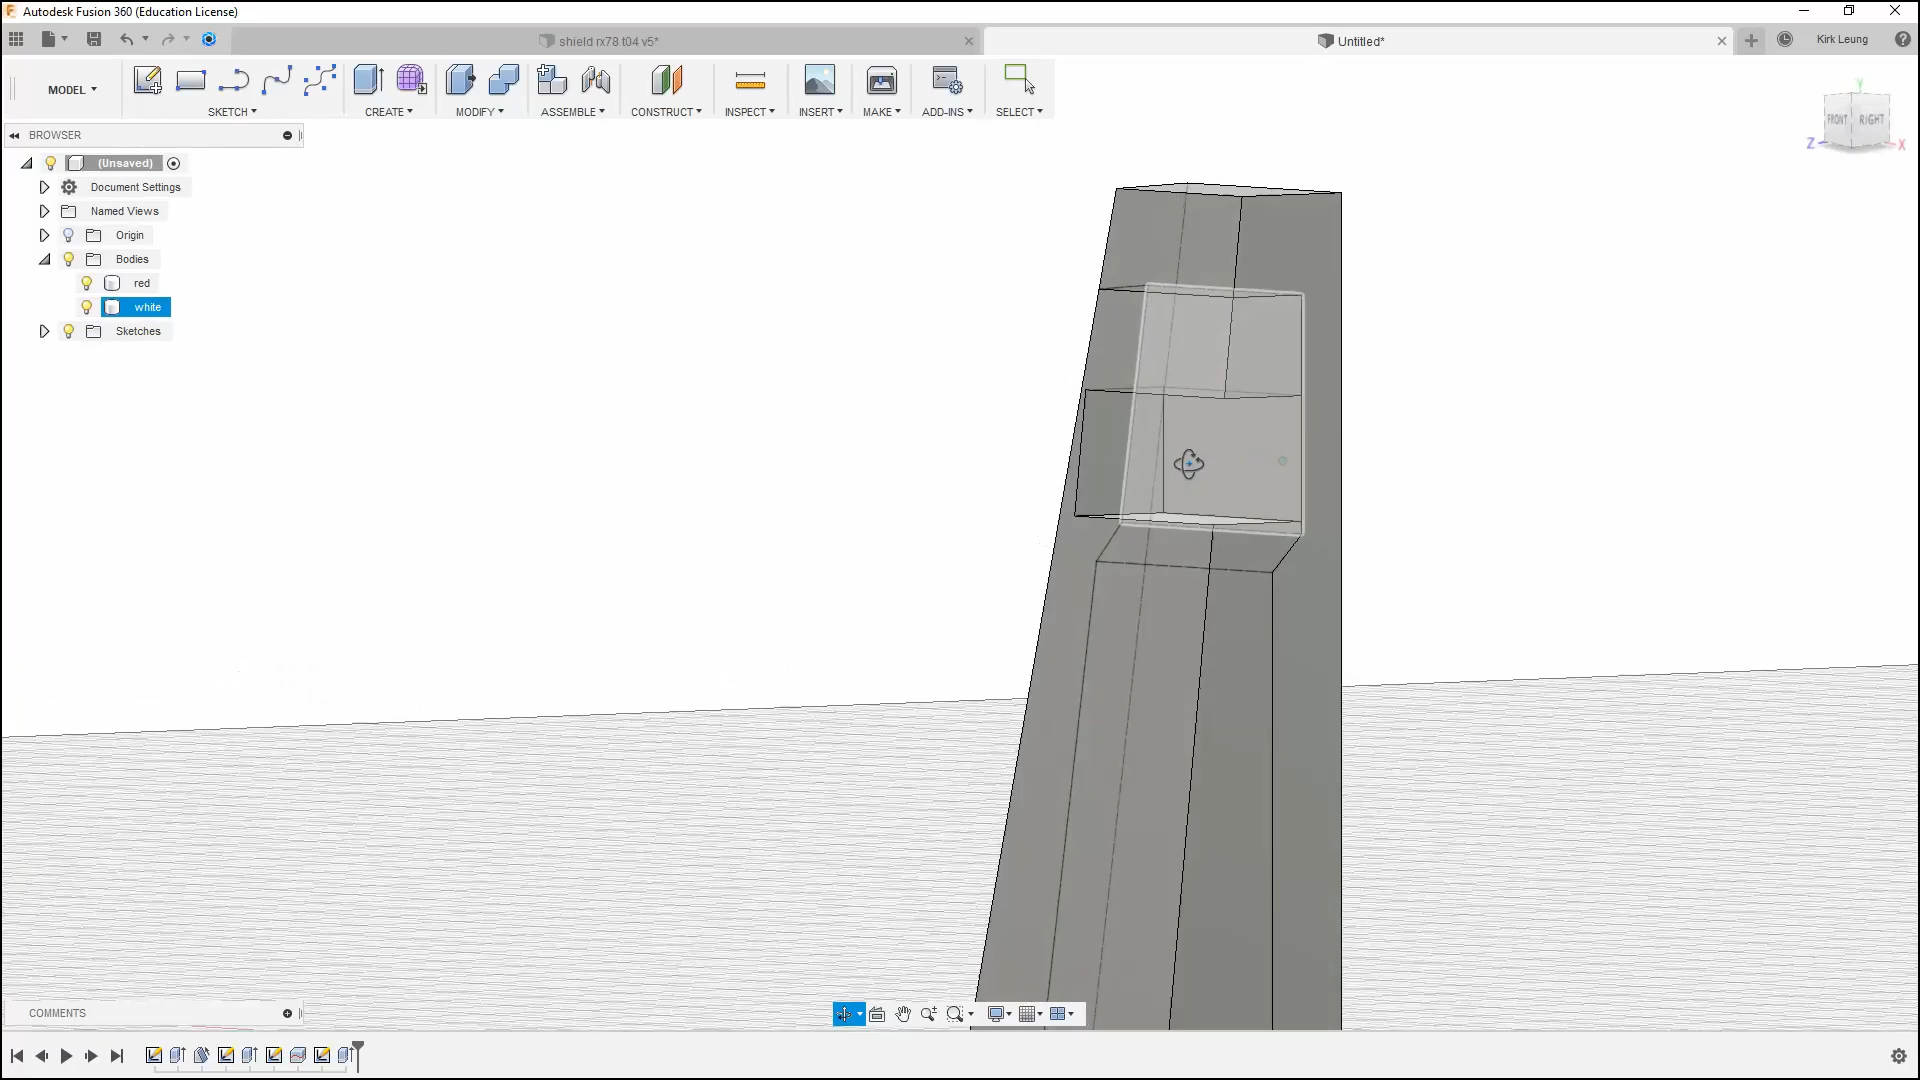 Autodesk Fusion 360 (Education License)
shield rx78 t04 v5*
Untitled*
Kirk Leung
MODEL
SKETCH
CREATE
MODIFY
ASSEMBLE
CONSTRUCT
INSPECT
INSERT
MAKE
ADD-INS
SELECT
BROWSER
(Unsaved)
Document Settings
Named Views
Origin
Bodies
red
white
Sketches
Y
FRONT
RIGHT
Z
X
COMMENTS